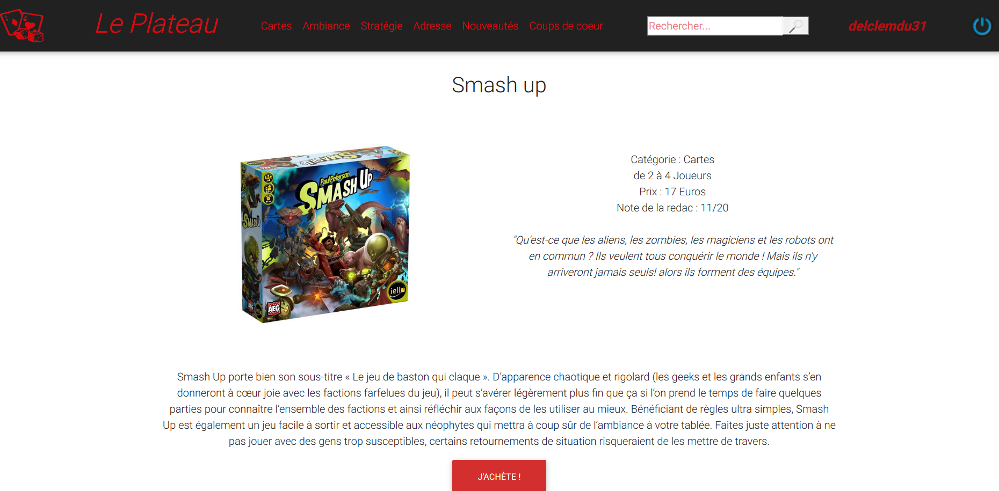 Le Plateau
Cartes Ambiance Stratégie Adresse Nouveautés Coups de coeur
Rechercher...
delclemdu31
Smash up
Paul Peterson
SMASH UP
SMASH UP
SMASH UP
iello
AEG
Catégorie : Cartes
de 2 à 4 Joueurs
Prix : 17 Euros
Note de la redac : 11/20
"Qu'est-ce que les aliens, les zombies, les magiciens et les robots ont
en commun ? Ils veulent tous conquérir le monde ! Mais ils n'y
arriveront jamais seuls! alors ils forment des équipes."
Smash Up porte bien son sous-titre « Le jeu de baston qui claque ». D’apparence chaotique et rigolard (les geeks et les grands enfants s’en
donneront à cœur joie avec les factions farfelues du jeu), il peut s’avérer légèrement plus fin que ça si l’on prend le temps de faire quelques
parties pour connaître l’ensemble des factions et ainsi réfléchir aux façons de les utiliser au mieux. Bénéficiant de règles ultra simples, Smash
Up est également un jeu facile à sortir et accessible aux néophytes qui mettra à coup sûr de l’ambiance à votre tablée. Faites juste attention à ne
pas jouer avec des gens trop susceptibles, certains retournements de situation risqueraient de les mettre de travers.
J'ACHÈTE !